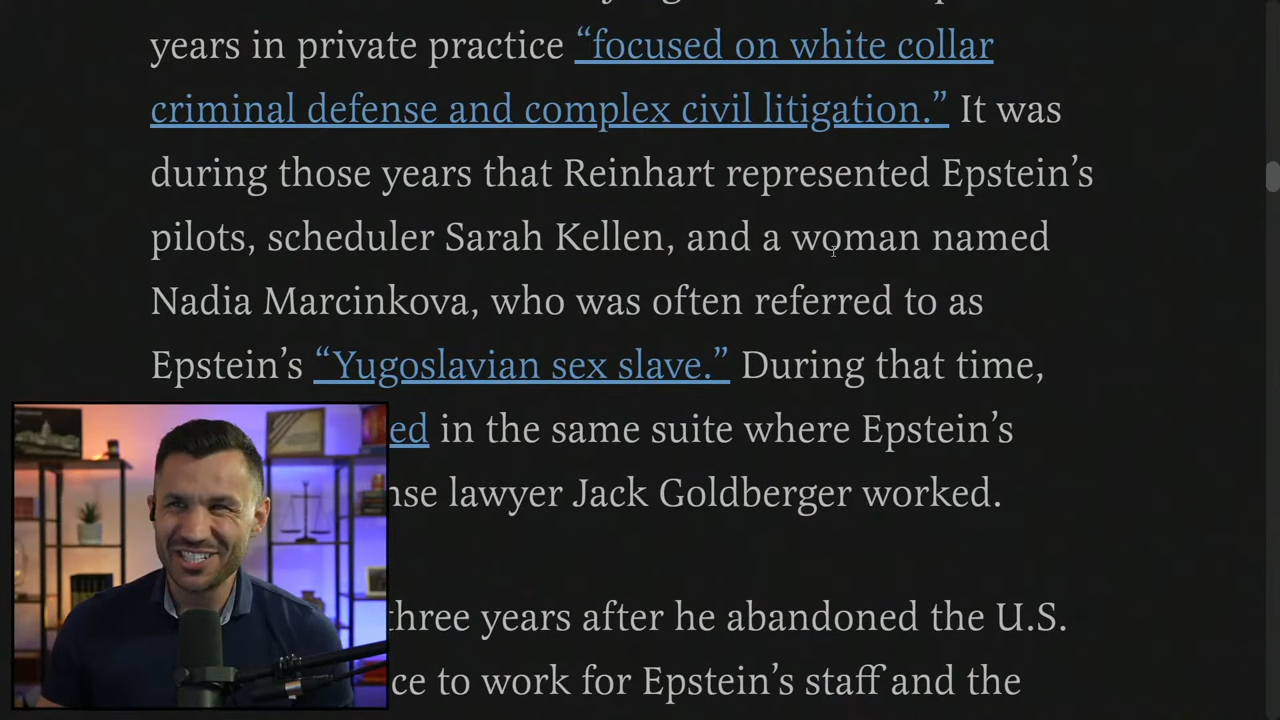 years in private practice “focused on white collar
criminal defense and complex civil litigation.” It was
during those years that Reinhart represented Epstein’s
pilots, scheduler Sarah Kellen, and a woman named
Nadia Marcinkova, who was often referred to as
Epstein’s “Yugoslavian sex slave.” During that time,
ed in the same suite where Epstein’s
nse lawyer Jack Goldberger worked.
three years after he abandoned the U.S.
ce to work for Epstein’s staff and the